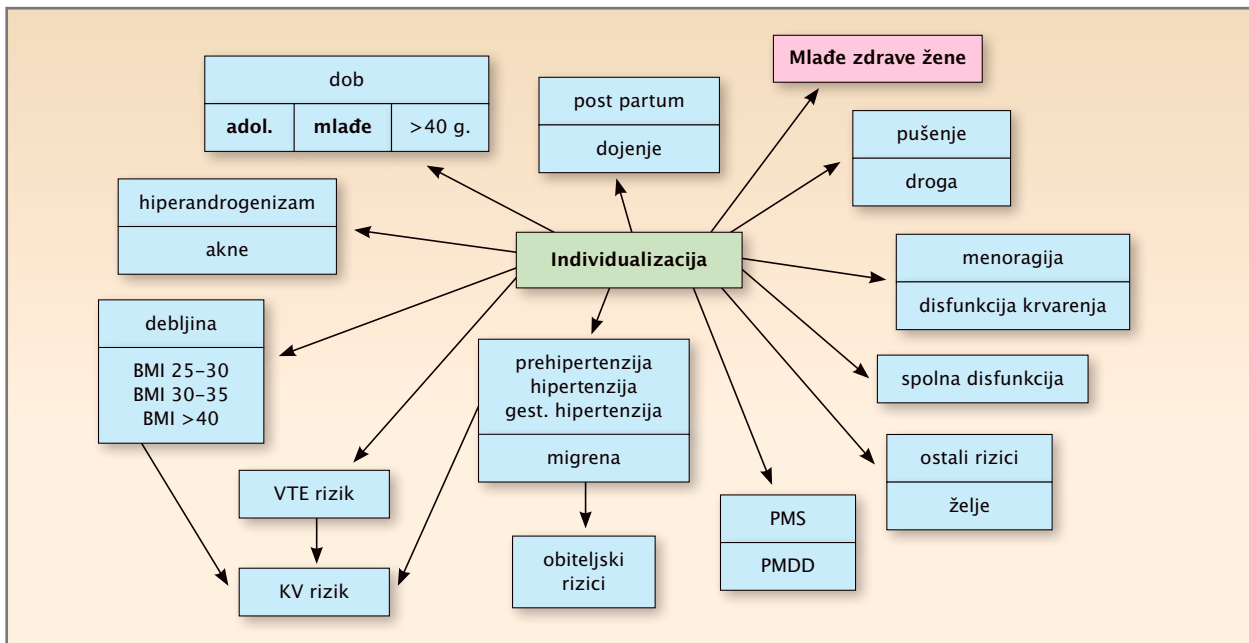 Mlađe zdrave žene
dob
adol. mlađe >40 g.
post partum
dojenje
pušenje
droga
hiperandrogenizam
akne
Individualizacija
menoragija
disfunkcija krvarenja
debljina
BMI 25–30
BMI 30–35
BMI >40
prehipertenzija
hipertenzija
gest. hipertenzija
migrena
spolna disfunkcija
ostali rizici
želje
VTE rizik
PMS
PMDD
obiteljski
rizici
KV rizik